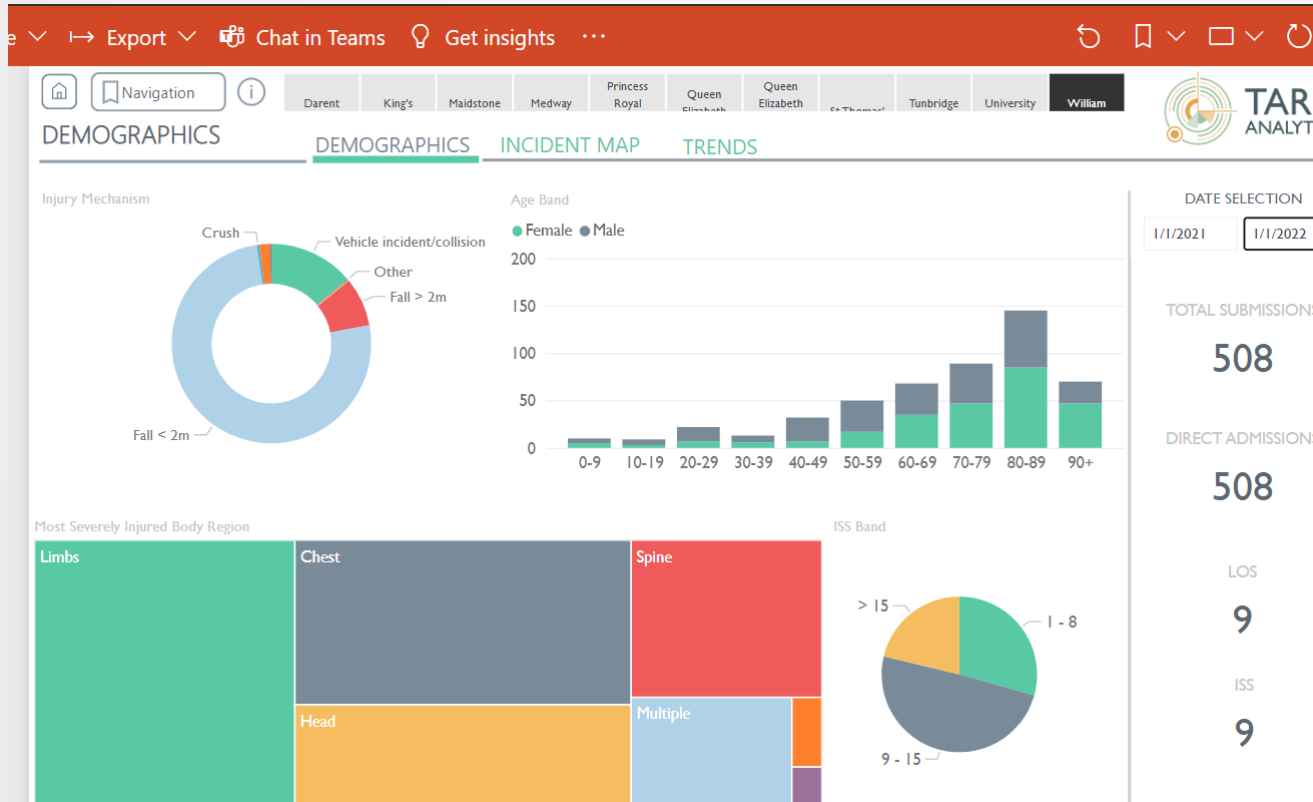 e Export Chat in Teams Get insights ...
Navigation i Darent King's Maidstone Medway Princess Royal Queen Elizabeth Queen Elizabeth St Thomas' Tunbridge University William
TAR
ANALYT
DEMOGRAPHICS DEMOGRAPHICS INCIDENT MAP TRENDS
Injury Mechanism
Crush
Vehicle incident/collision
Other
Fall > 2m
Fall < 2m
Age Band
Female Male
200
150
100
50
0
0-9 10-19 20-29 30-39 40-49 50-59 60-69 70-79 80-89 90+
DATE SELECTION
1/1/2021 1/1/2022
TOTAL SUBMISSIONS
508
DIRECT ADMISSIONS
508
LOS
9
ISS
9
Most Severely Injured Body Region
Limbs
Chest
Spine
Head
Multiple
ISS Band
> 15
1 - 8
9 - 15